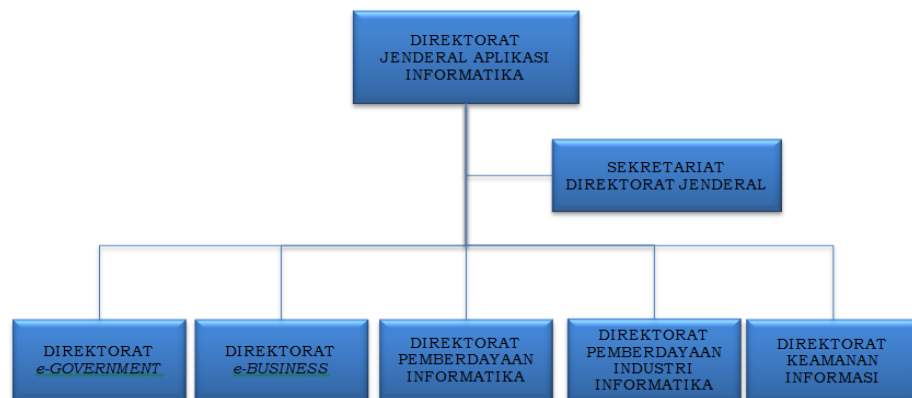 DIREKTORAT
JENDERAL APLIKASI
INFORMATIKA
SEKRETARIAT
DIREKTORAT JENDERAL
DIREKTORAT
e-GOVERNMENT
DIREKTORAT
e-BUSINESS
DIREKTORAT
PEMBERDAYAAN
INFORMATIKA
DIREKTORAT
PEMBERDAYAAN
INDUSTRI
INFORMATIKA
DIREKTORAT
KEAMANAN
INFORMASI